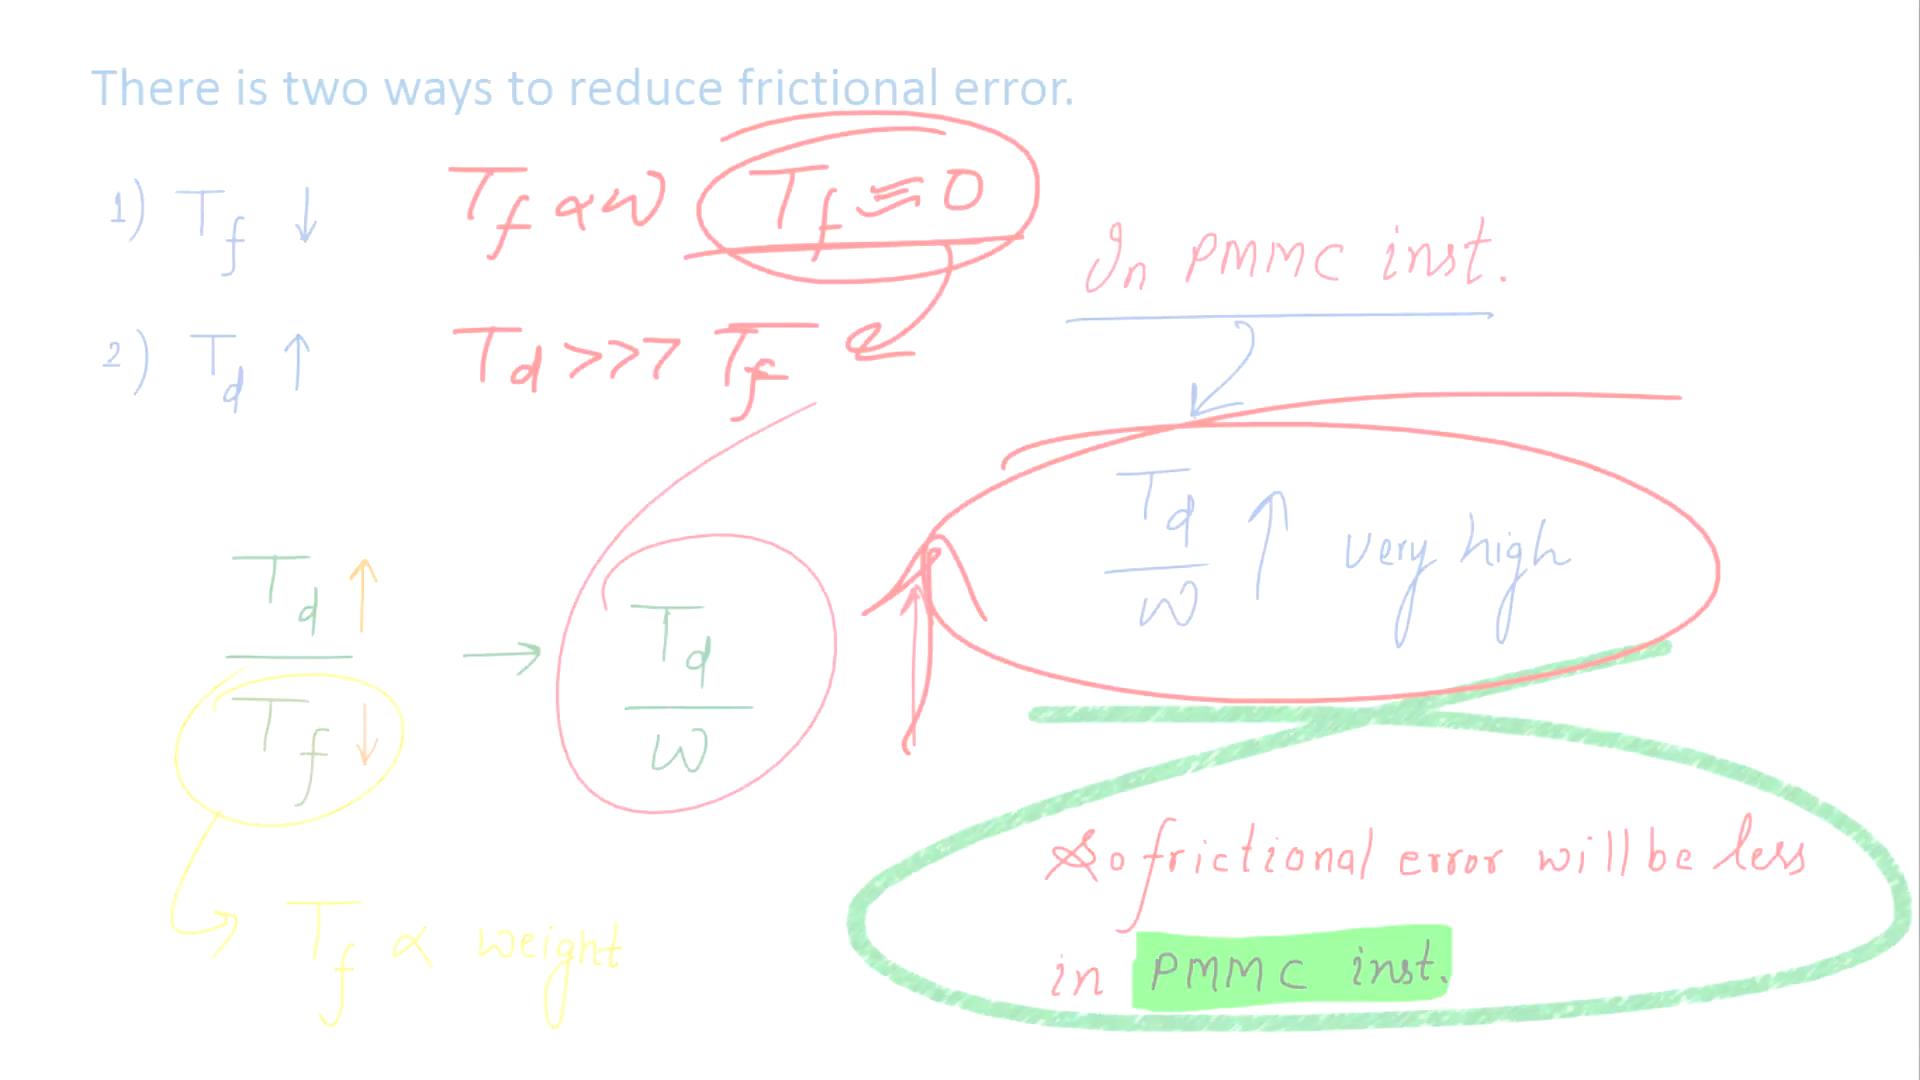 There is two ways to reduce frictional error.
1) Tf ↓ Tf ∝ W Tf ≅ 0
In PMMC inst.
2) Td ↑ Td >>> Tf
Td/W ↑ very high
Td ↑ / Tf ↓ → Td/W
Tf ∝ weight
So frictional error will be less
in PMMC inst.